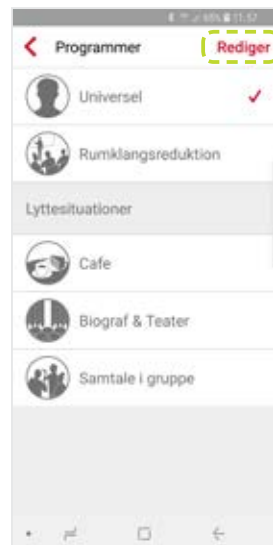 Programmer
Rediger
Universel
Rumklangsreduktion
Lyttesituationer
Cafe
Biograf & Teater
Samtale i gruppe